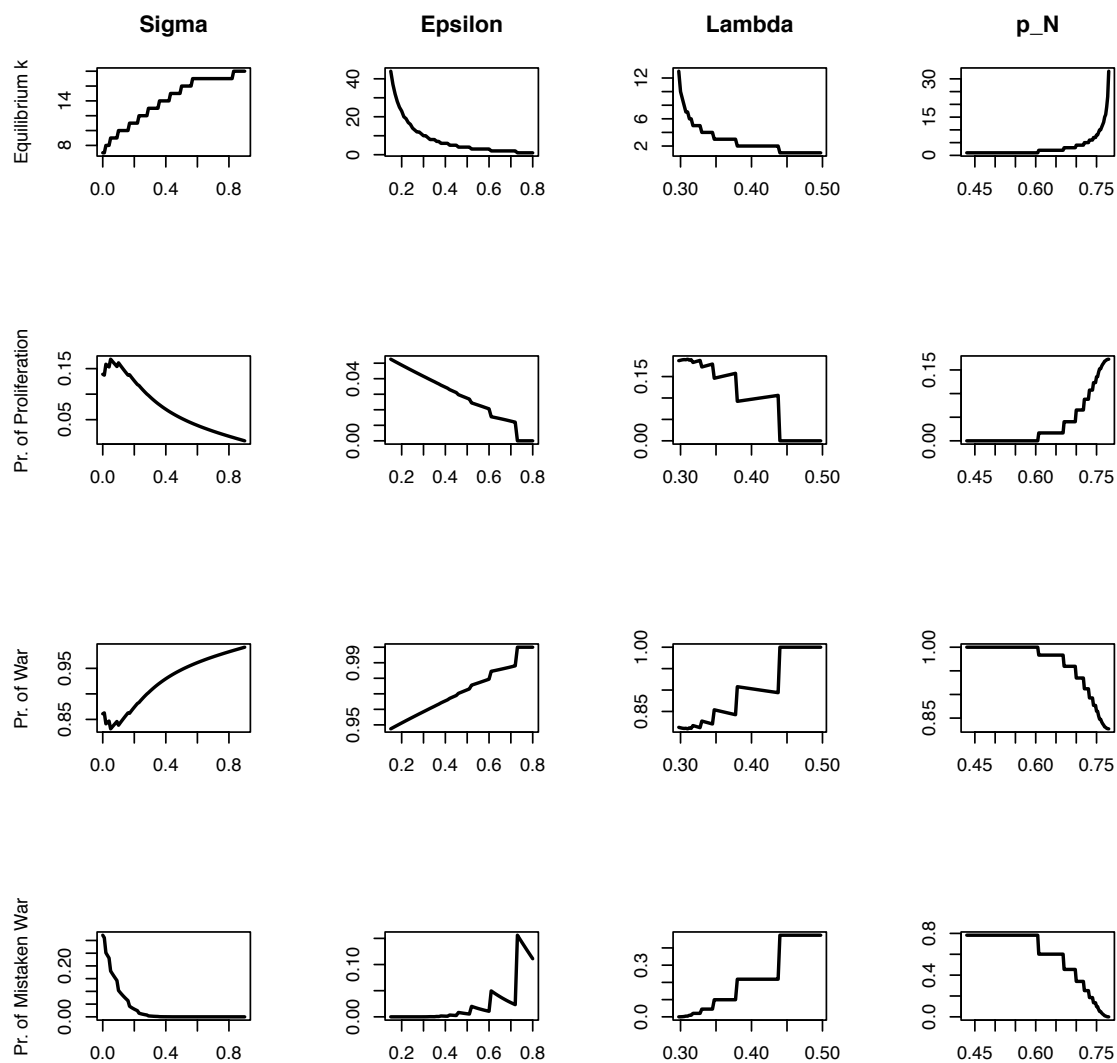 Sigma Epsilon Lambda p_N
Equilibrium k
8 14
0.0 0.4 0.8
0 20 40
0.2 0.4 0.6 0.8
2 6 12
0.30 0.40 0.50
0 15 30
0.45 0.60 0.75
Pr. of Proliferation
0.05 0.15
0.0 0.4 0.8
0.00 0.04
0.2 0.4 0.6 0.8
0.00 0.15
0.30 0.40 0.50
0.00 0.15
0.45 0.60 0.75
Pr. of War
0.85 0.95
0.0 0.4 0.8
0.95 0.99
0.2 0.4 0.6 0.8
0.85 1.00
0.30 0.40 0.50
0.85 1.00
0.45 0.60 0.75
Pr. of Mistaken War
0.00 0.20
0.0 0.4 0.8
0.00 0.10
0.2 0.4 0.6 0.8
0.0 0.3
0.30 0.40 0.50
0.0 0.4 0.8
0.45 0.60 0.75